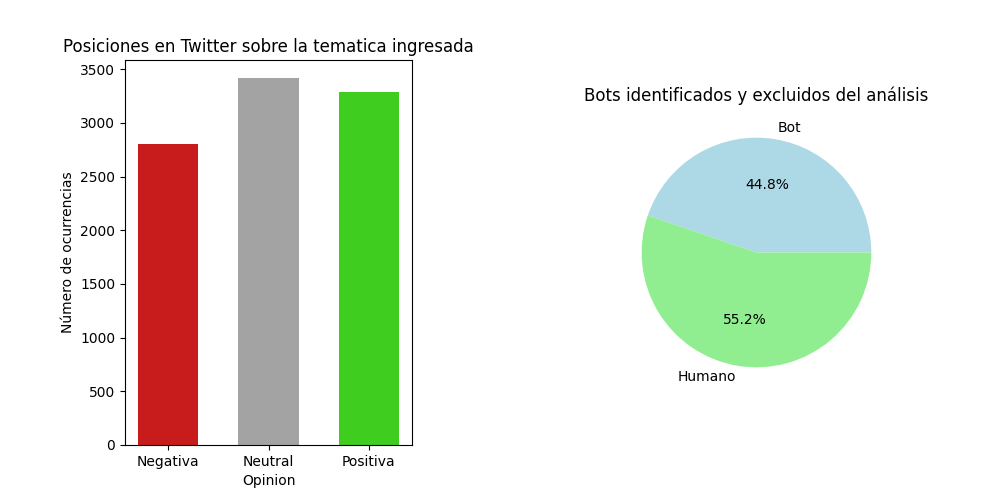 Posiciones en Twitter sobre la tematica ingresada
Número de ocurrencias
3500
3000
2500
2000
1500
1000
500
0
Negativa
Neutral
Positiva
Opinion
Bots identificados y excluidos del análisis
Bot
44.8%
55.2%
Humano